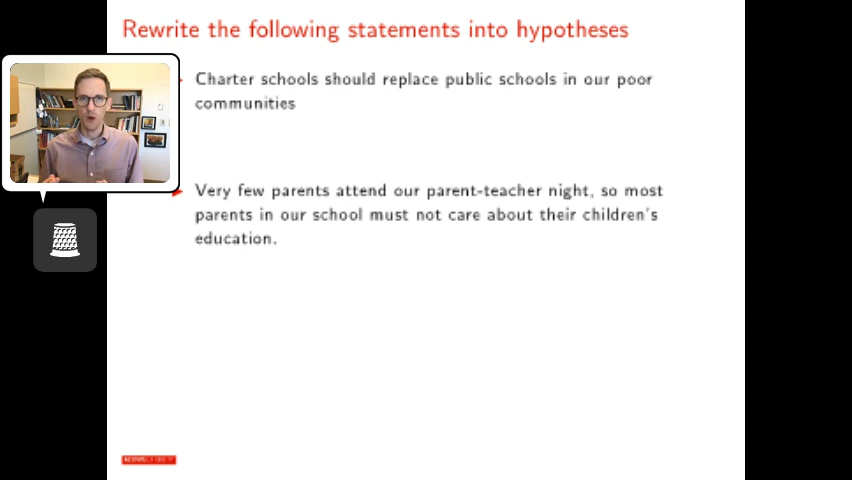 Rewrite the following statements into hypotheses
Charter schools should replace public schools in our poor
communities
Very few parents attend our parent-teacher night, so most
parents in our school must not care about their children's
education.